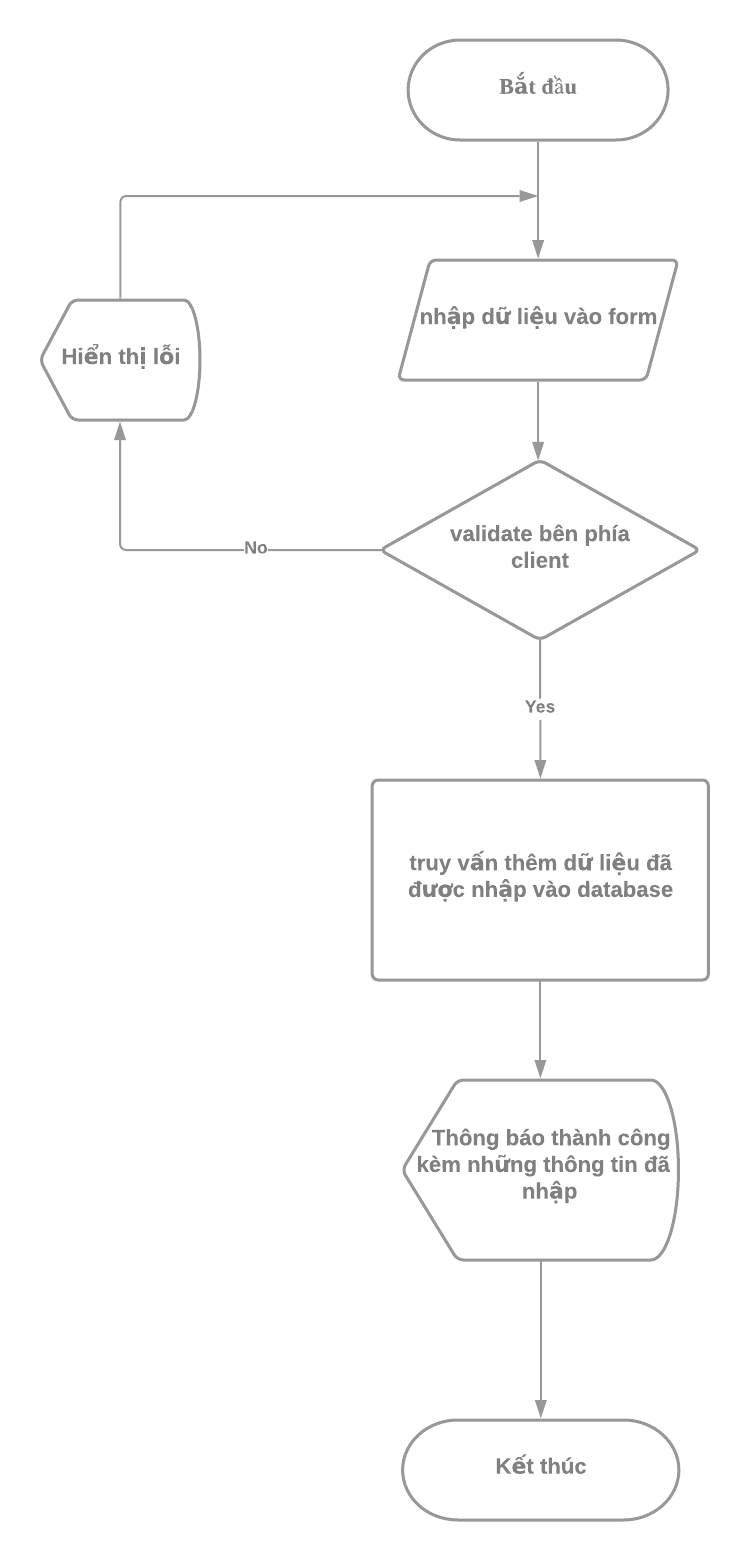 Bắt đầu
nhập dữ liệu vào form
Hiển thị lỗi
validate bên phía
client
No
Yes
truy vấn thêm dữ liệu đã
được nhập vào database
Thông báo thành công
kèm những thông tin đã
nhập
Kết thúc